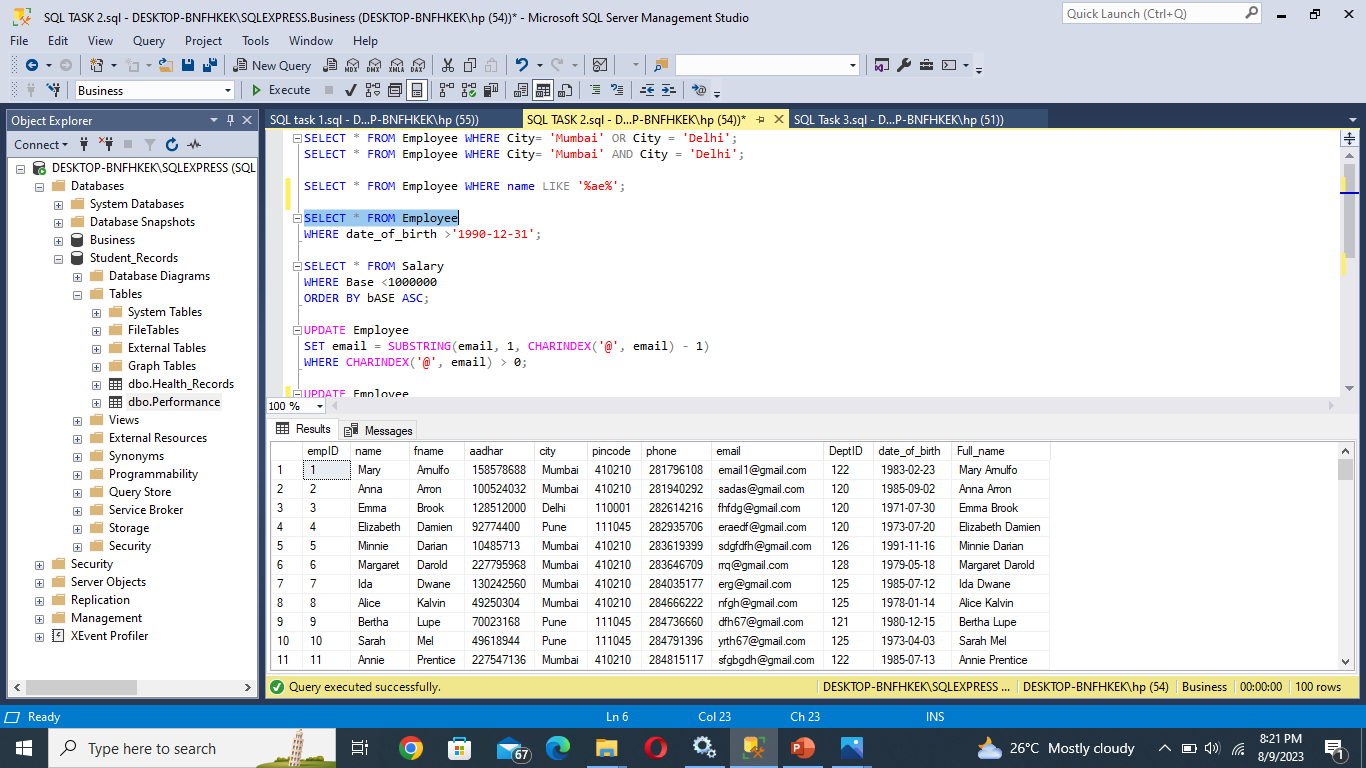 SQL TASK 2.sql - DESKTOP-BNFHKEK\SQLEXPRESS.Business (DESKTOP-BNFHKEK\hp (54))* - Microsoft SQL Server Management Studio
Quick Launch (Ctrl+Q)
File Edit View Query Project Tools Window Help
New Query MDX DMX XMLA DAX
Business Execute
Object Explorer
SQL task 1.sql - D...P-BNFHKEK\hp (55)) SQL TASK 2.sql - D...P-BNFHKEK\hp (54))* SQL Task 3.sql - D...P-BNFHKEK\hp (51))
Connect
DESKTOP-BNFHKEK\SQLEXPRESS (SQL
Databases
System Databases
Database Snapshots
Business
Student_Records
Database Diagrams
Tables
System Tables
FileTables
External Tables
Graph Tables
dbo.Health_Records
dbo.Performance
Views
External Resources
Synonyms
Programmability
Query Store
Service Broker
Storage
Security
Security
Server Objects
Replication
Management
XEvent Profiler
SELECT * FROM Employee WHERE City= 'Mumbai' OR City = 'Delhi';
SELECT * FROM Employee WHERE City= 'Mumbai' AND City = 'Delhi';
SELECT * FROM Employee WHERE name LIKE '%ae%';
SELECT * FROM Employee
WHERE date_of_birth >'1990-12-31';
SELECT * FROM Salary
WHERE Base <1000000
ORDER BY bASE ASC;
UPDATE Employee
SET email = SUBSTRING(email, 1, CHARINDEX('@', email) - 1)
WHERE CHARINDEX('@', email) > 0;
UPDATE Employee
100 %
Results Messages
empID name fname aadhar city pincode phone email DeptID date_of_birth Full_name
1 1 Mary Arnulfo 158578688 Mumbai 410210 281796108 email1@gmail.com 122 1983-02-23 Mary Arnulfo
2 2 Anna Arron 100524032 Mumbai 410210 281940292 sadas@gmail.com 120 1985-09-02 Anna Arron
3 3 Emma Brook 128512000 Delhi 110001 282614216 fhfdg@gmail.com 120 1971-07-30 Emma Brook
4 4 Elizabeth Damien 92774400 Pune 111045 282935706 eraedf@gmail.com 120 1973-07-20 Elizabeth Damien
5 5 Minnie Darian 10485713 Mumbai 410210 283619399 sdgfdfh@gmail.com 126 1991-11-16 Minnie Darian
6 6 Margaret Darold 227795968 Mumbai 410210 283646709 rrq@gmail.com 128 1979-05-18 Margaret Darold
7 7 Ida Dwane 130242560 Mumbai 410210 284035177 erg@gmail.com 125 1985-07-12 Ida Dwane
8 8 Alice Kalvin 49250304 Mumbai 410210 284666222 nfgh@gmail.com 125 1978-01-14 Alice Kalvin
9 9 Bertha Lupe 70023168 Pune 111045 284736660 dfh67@gmail.com 121 1980-12-15 Bertha Lupe
10 10 Sarah Mel 49618944 Pune 111045 284791396 yrth67@gmail.com 125 1973-04-03 Sarah Mel
11 11 Annie Prentice 227547136 Mumbai 410210 284815117 sfgbgdh@gmail.com 122 1985-07-13 Annie Prentice
Query executed successfully. DESKTOP-BNFHKEK\SQLEXPRESS ... DESKTOP-BNFHKEK\hp (54) Business 00:00:00 100 rows
Ready Ln 6 Col 23 Ch 23 INS
Type here to search 67 26°C Mostly cloudy 8:21 PM
8/9/2023 1